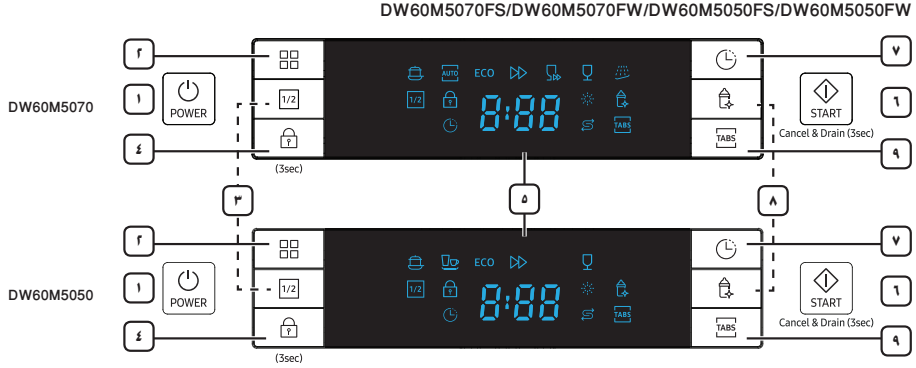 DW60M5070FS/DW60M5070FW/DW60M5050FS/DW60M5050FW
٢
٧
AUTO ECO
DW60M5070
١
POWER
1/2
1/2
8:88
START
٦
Cancel & Drain (3sec)
٤
TABS
TABS
٩
(3sec)
٣
٥
٨
٢
٧
ECO
DW60M5050
١
POWER
1/2
1/2
8:88
START
٦
Cancel & Drain (3sec)
٤
TABS
TABS
٩
(3sec)